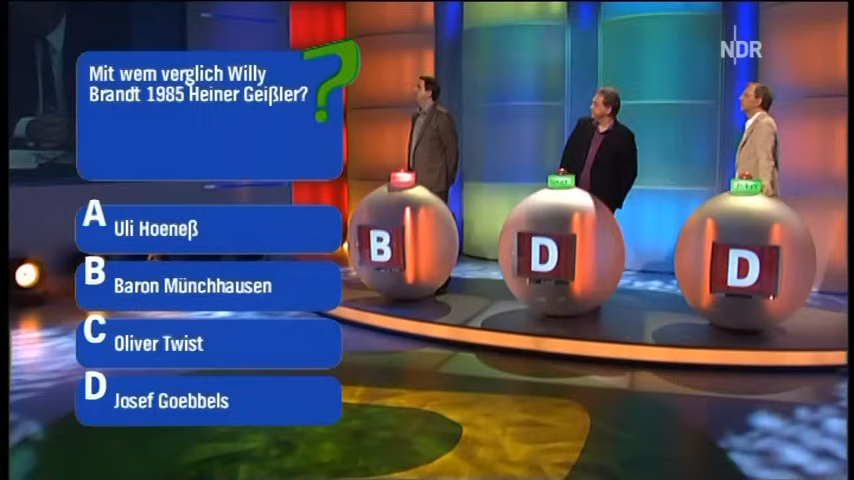 NDR
Mit wem verglich Willy
Brandt 1985 Heiner Geißler?
?
A Uli Hoeneß
B Baron Münchhausen
C Oliver Twist
D Josef Goebbels
B
D
D